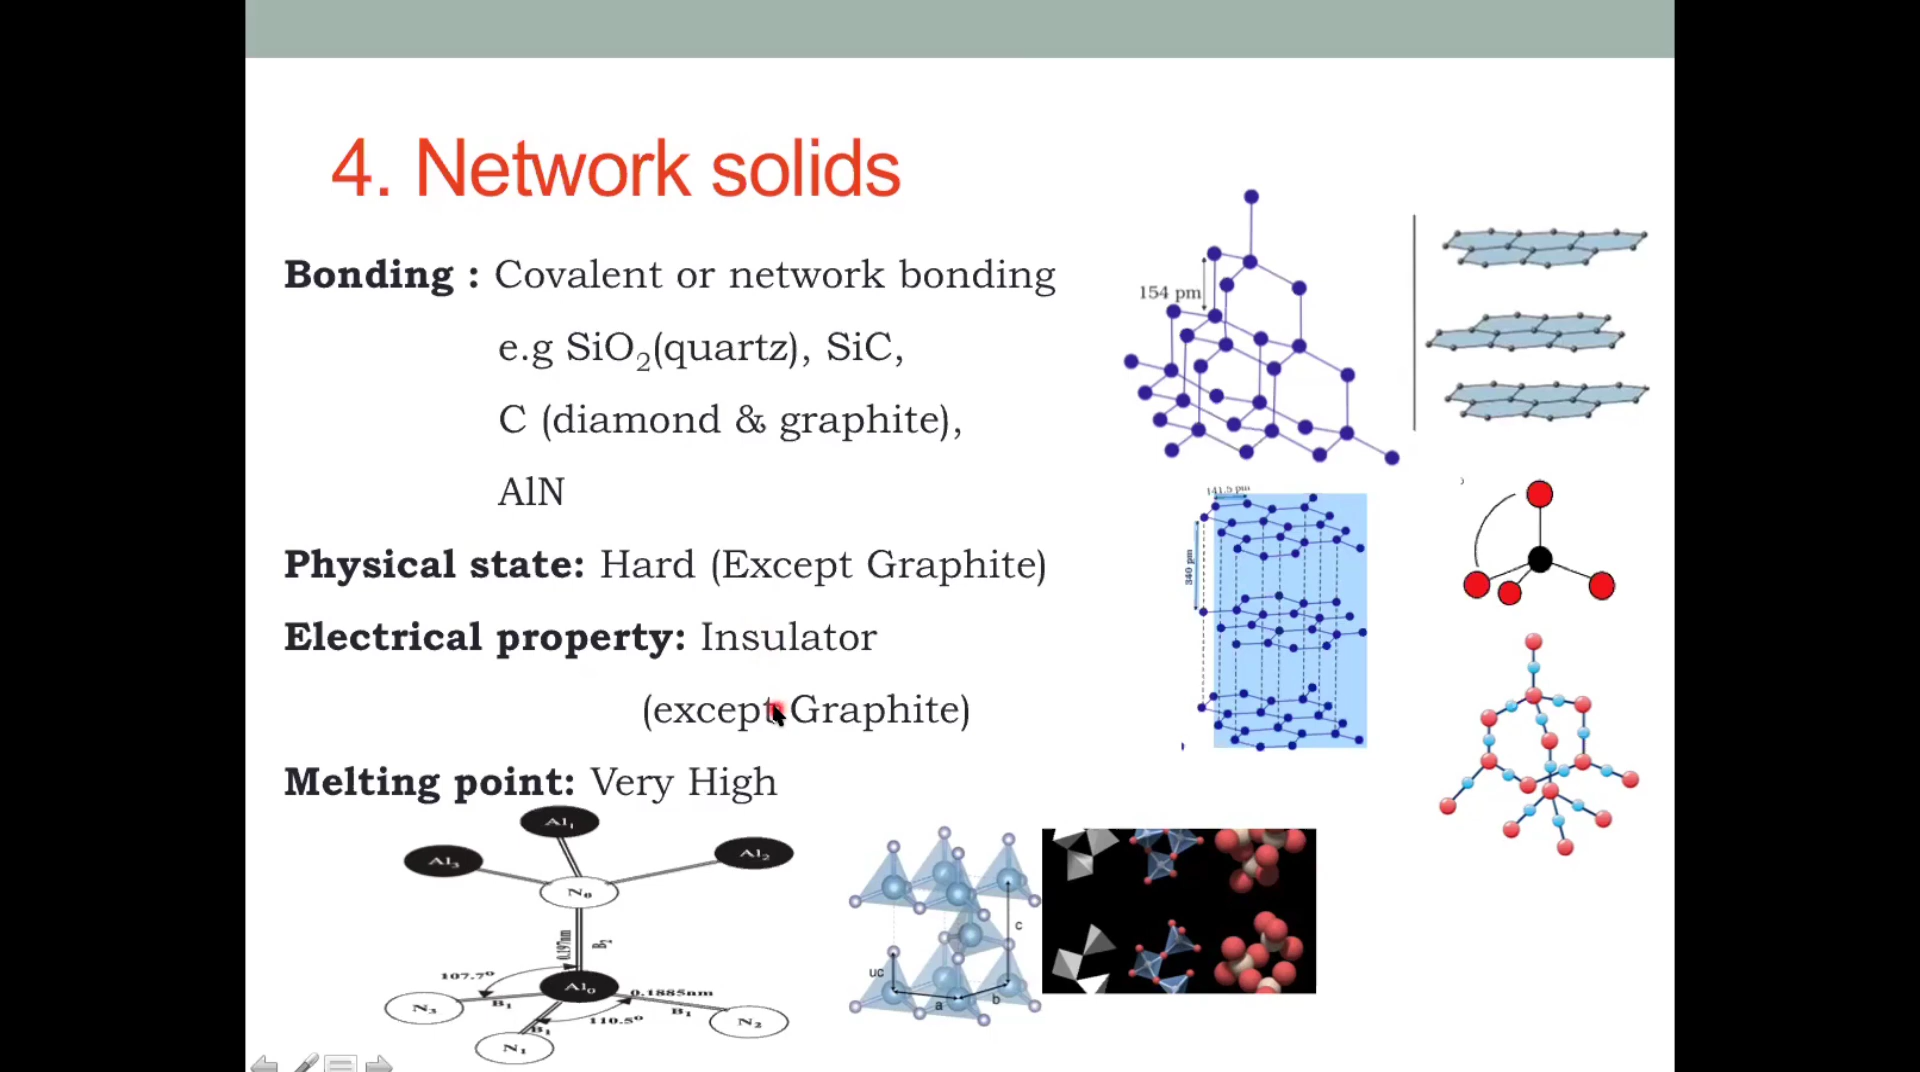 4. Network solids
Bonding : Covalent or network bonding
e.g SiO₂(quartz), SiC,
C (diamond & graphite),
AlN
Physical state: Hard (Except Graphite)
Electrical property: Insulator
(except Graphite)
Melting point: Very High
154 pm
141.5 pm
340 pm
Al₁
Al₃
Al₂
N₀
0.197nm
B₂
107.7°
Al₀
0.1885nm
B₁
B₁
B₁
110.5°
N₃
N₂
N₁
c
uc
a
b